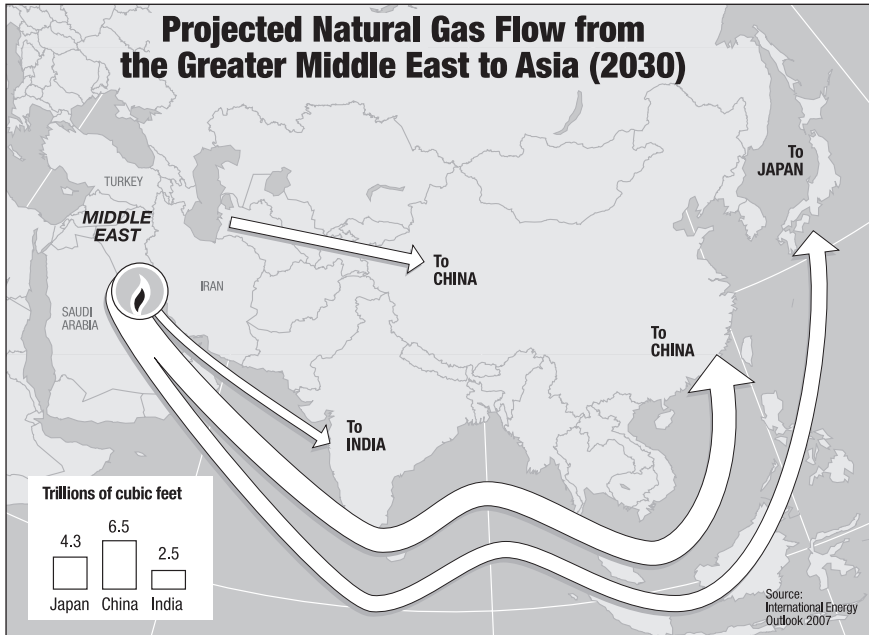 Projected Natural Gas Flow from
the Greater Middle East to Asia (2030)
To
JAPAN
TURKEY
MIDDLE
EAST
To
CHINA
IRAN
SAUDI
ARABIA
To
CHINA
To
INDIA
Trillions of cubic feet
4.3
6.5
2.5
Japan
China
India
Source:
International Energy
Outlook 2007